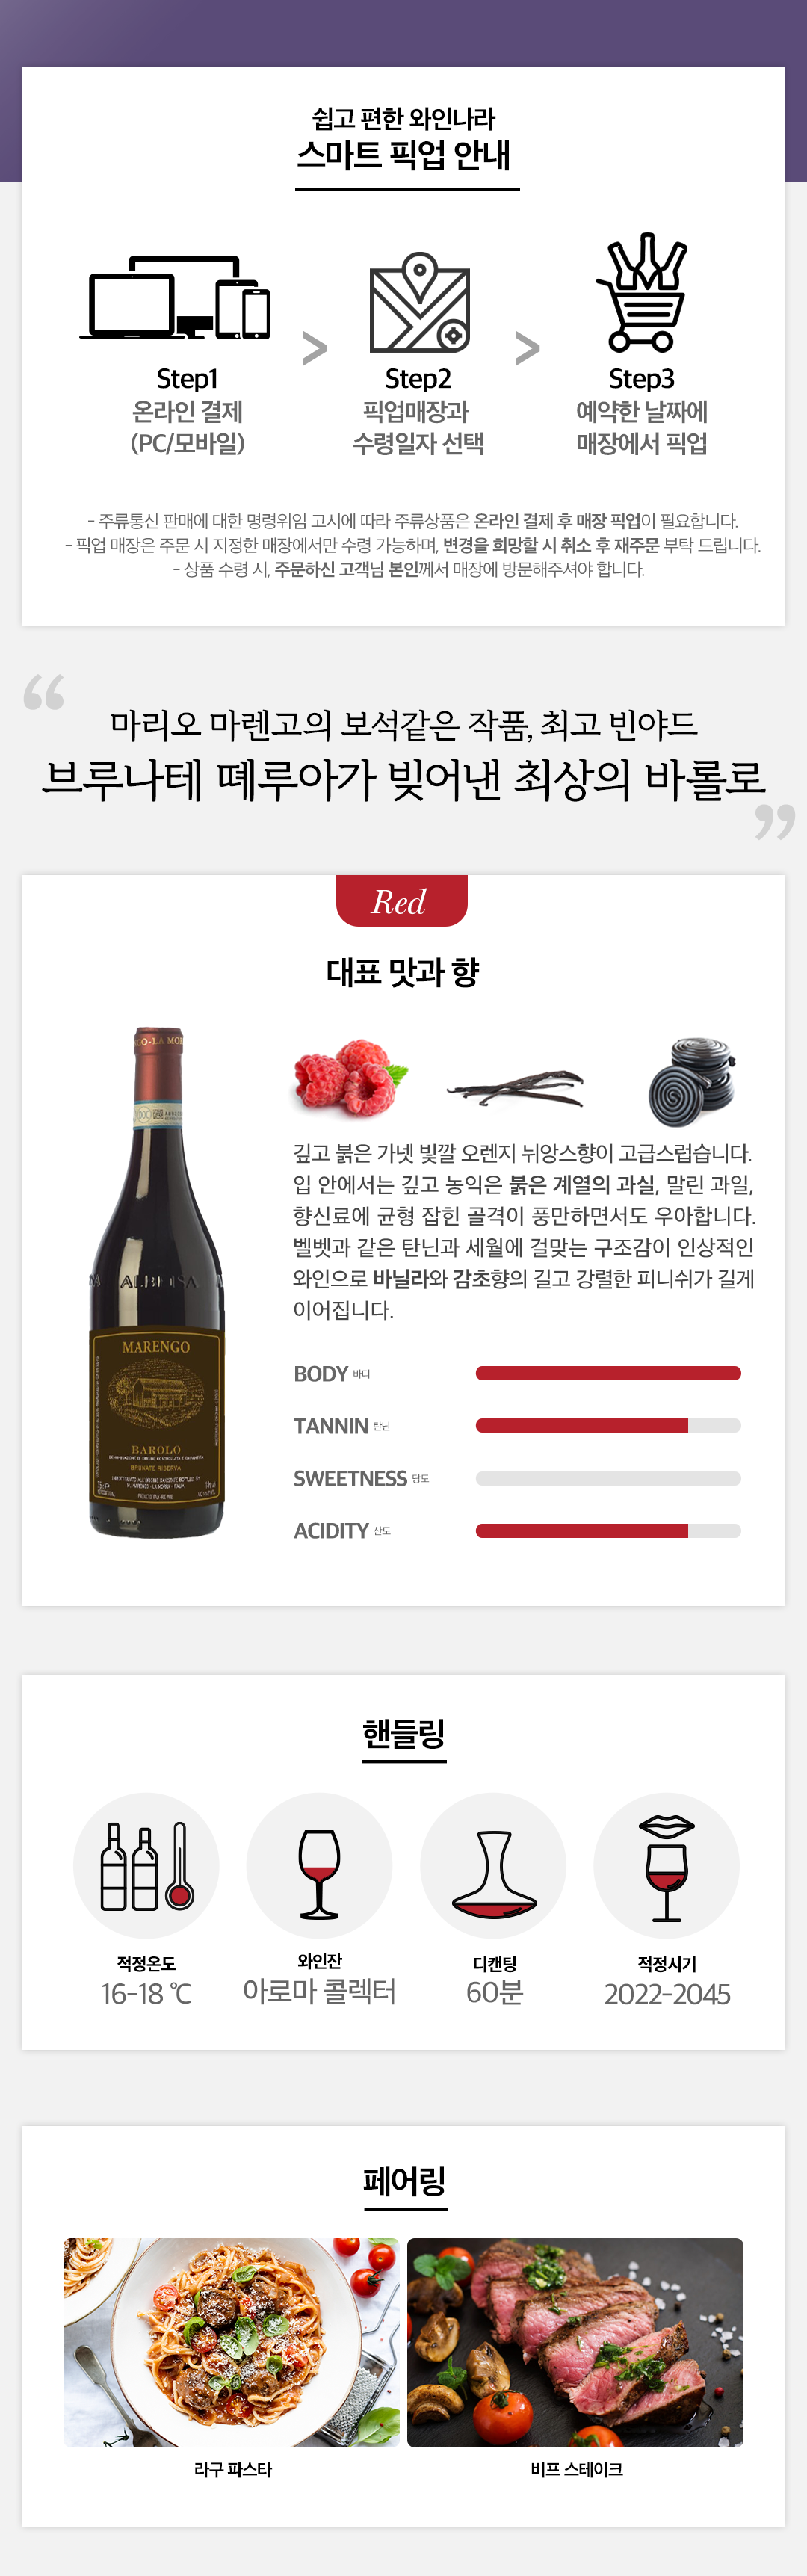 쉽고 편한 와인나라
스마트 픽업 안내
Step1
온라인 결제
(PC/모바일)
>
Step2
픽업매장과
수령일자 선택
>
Step3
예약한 날짜에
매장에서 픽업
- 주류통신 판매에 대한 명령위임 고시에 따라 주류상품은 온라인 결제 후 매장 픽업이 필요합니다.
- 픽업 매장은 주문 시 지정한 매장에서만 수령 가능하며, 변경을 희망할 시 취소 후 재주문 부탁 드립니다.
- 상품 수령 시, 주문하신 고객님 본인께서 매장에 방문해주셔야 합니다.
“
마리오 마렌고의 보석같은 작품, 최고 빈야드
브루나테 떼루아가 빚어낸 최상의 바롤로
”
Red
대표 맛과 향
깊고 붉은 가넷 빛깔 오렌지 뉘앙스향이 고급스럽습니다.
입 안에서는 깊고 농익은 붉은 계열의 과실, 말린 과일,
향신료에 균형 잡힌 골격이 풍만하면서도 우아합니다.
벨벳과 같은 탄닌과 세월에 걸맞는 구조감이 인상적인
와인으로 바닐라와 감초향의 길고 강렬한 피니쉬가 길게
이어집니다.
ALBEISA
MARENGO
BAROLO
BRUNATE RISERVA
BODY 바디
TANNIN 탄닌
SWEETNESS 당도
ACIDITY 산도
핸들링
적정온도
16-18 ℃
와인잔
아로마 콜렉터
디캔팅
60분
적정시기
2022-2045
페어링
라구 파스타
비프 스테이크